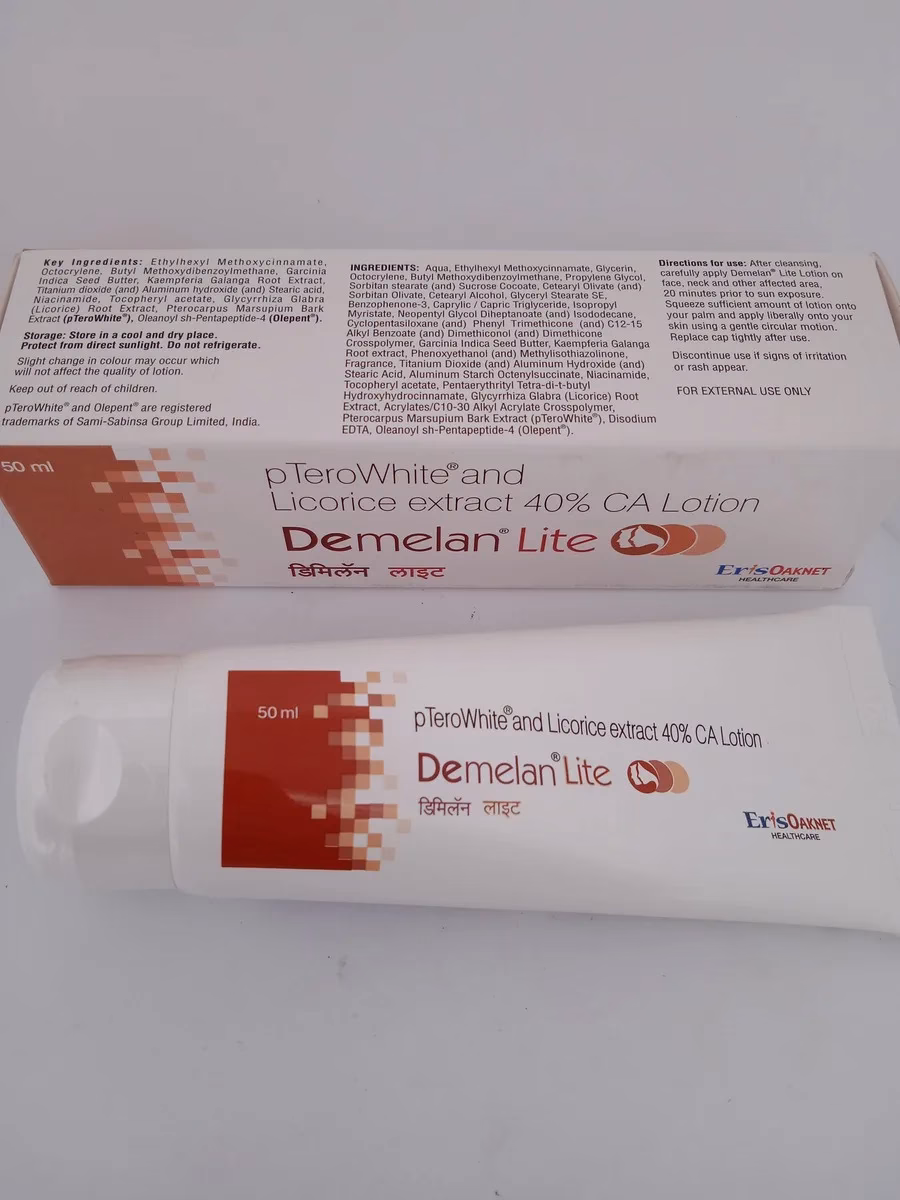 Key Ingredients: Ethylhexyl Methoxycinnamate,
Octocrylene, Butyl Methoxydibenzoylmethane, Garcinia
Indica Seed Butter, Kaempferia Galanga Root Extract,
Titanium dioxide (and) Aluminum hydroxide (and) Stearic acid,
Niacinamide, Tocopheryl acetate, Glycyrrhiza Glabra
(Licorice) Root Extract, Pterocarpus Marsupium Bark
Extract (pTeroWhite®), Oleanoyl sh-Pentapeptide-4 (Olepent®).
Storage: Store in a cool and dry place.
Protect from direct sunlight. Do not refrigerate.
Slight change in colour may occur which
will not affect the quality of lotion.
Keep out of reach of children.
pTeroWhite® and Olepent® are registered
trademarks of Sami-Sabinsa Group Limited, India.
INGREDIENTS: Aqua, Ethylhexyl Methoxycinnamate, Glycerin,
Octocrylene, Butyl Methoxydibenzoylmethane, Propylene Glycol,
Sorbitan stearate (and) Sucrose Cocoate, Cetearyl Olivate (and)
Sorbitan Olivate, Cetearyl Alcohol, Glyceryl Stearate SE,
Benzophenone-3, Caprylic / Capric Triglyceride, Isopropyl
Myristate, Neopentyl Glycol Diheptanoate (and) Isododecane,
Cyclopentasiloxane (and) Phenyl Trimethicone (and) C12-15
Alkyl Benzoate (and) Dimethiconol (and) Dimethicone
Crosspolymer, Garcinia Indica Seed Butter, Kaempferia Galanga
Root extract, Phenoxyethanol (and) Methylisothiazolinone,
Fragrance, Titanium Dioxide (and) Aluminum Hydroxide (and)
Stearic Acid, Aluminum Starch Octenylsuccinate, Niacinamide,
Tocopheryl acetate, Pentaerythrityl Tetra-di-t-butyl
Hydroxyhydrocinnamate, Glycyrrhiza Glabra (Licorice) Root
Extract, Acrylates/C10-30 Alkyl Acrylate Crosspolymer,
Pterocarpus Marsupium Bark Extract (pTeroWhite®), Disodium
EDTA, Oleanoyl sh-Pentapeptide-4 (Olepent®).
Directions for use: After cleansing,
carefully apply Demelan® Lite Lotion on
face, neck and other affected area,
20 minutes prior to sun exposure.
Squeeze sufficient amount of lotion onto
your palm and apply liberally onto your
skin using a gentle circular motion.
Replace cap tightly after use.
Discontinue use if signs of irritation
or rash appear.
FOR EXTERNAL USE ONLY
50 ml
pTeroWhite® and
Licorice extract 40% CA Lotion
Demelan® Lite
डिमिलॅन लाइट
ErisOAKNET
HEALTHCARE
50 ml
pTeroWhite® and Licorice extract 40% CA Lotion
Demelan® Lite
डिमिलॅन लाइट
ErisOAKNET
HEALTHCARE